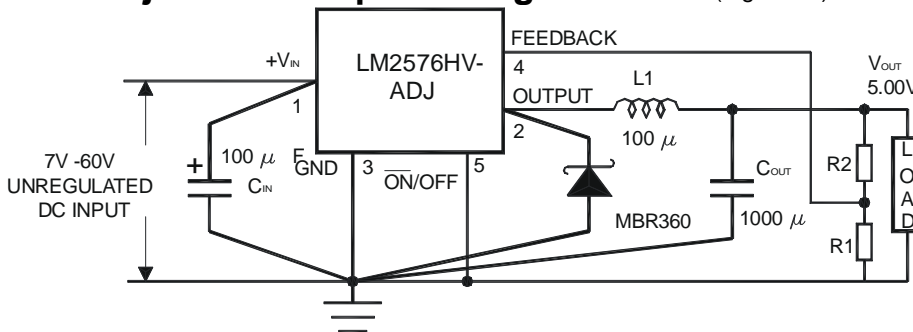 +VIN
LM2576HV-
ADJ
FEEDBACK
4
1
OUTPUT
2
L1
100 μ
VOUT
5.00V
7V -60V
UNREGULATED
DC INPUT
+
100 μ F
CIN
GND
3
ON/OFF
5
MBR360
COUT
1000 μ
R2
R1
LOAD